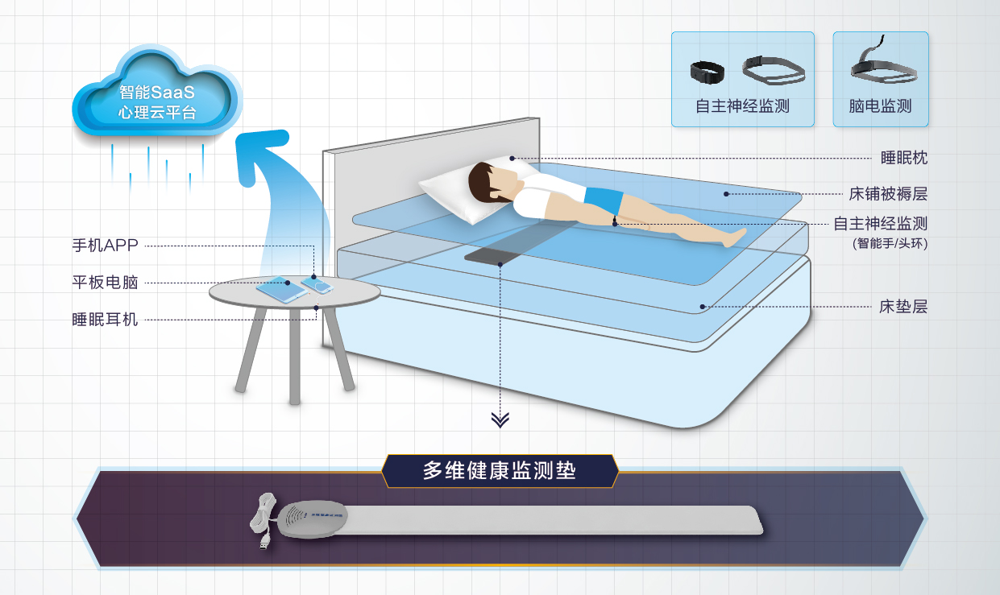 智能SaaS
心理云平台
自主神经监测
脑电监测
睡眠枕
床铺被褥层
自主神经监测
(智能手/头环)
手机APP
平板电脑
睡眠耳机
床垫层
多维健康监测垫